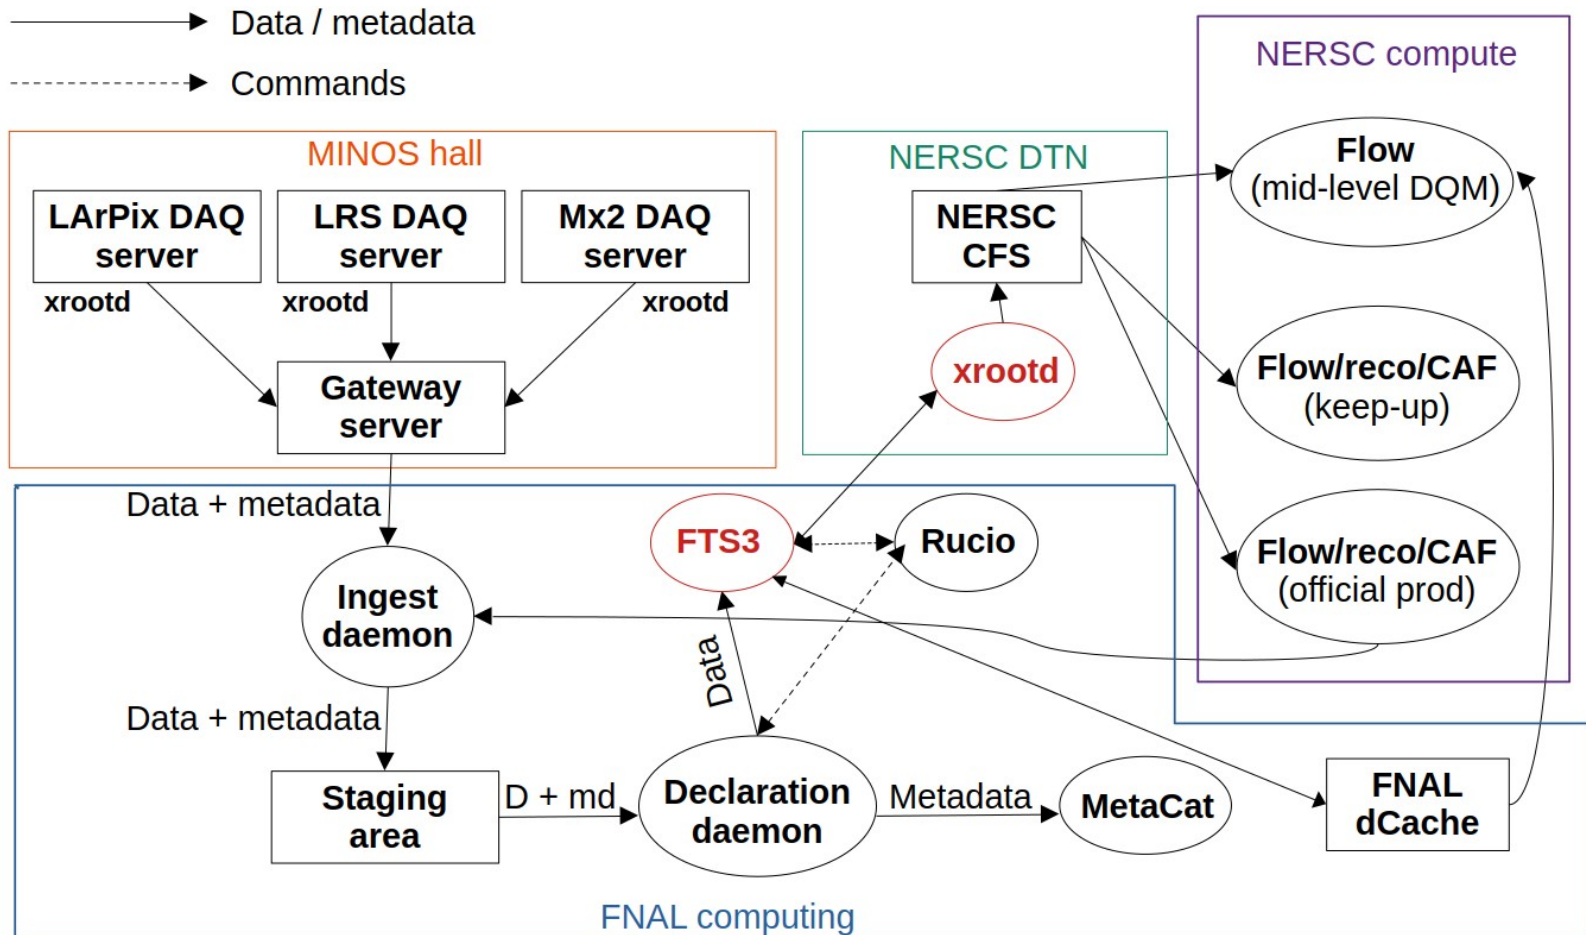 Data / metadata
Commands
NERSC compute
MINOS hall
NERSC DTN
LArPix DAQ
server
LRS DAQ
server
Mx2 DAQ
server
xrootd
xrootd
xrootd
Gateway
server
NERSC
CFS
xrootd
Flow
(mid-level DQM)
Flow/reco/CAF
(keep-up)
Flow/reco/CAF
(official prod)
Data + metadata
FTS3
Rucio
Ingest
daemon
Data
Data + metadata
Staging
area
D + md
Declaration
daemon
Metadata
MetaCat
FNAL
dCache
FNAL computing